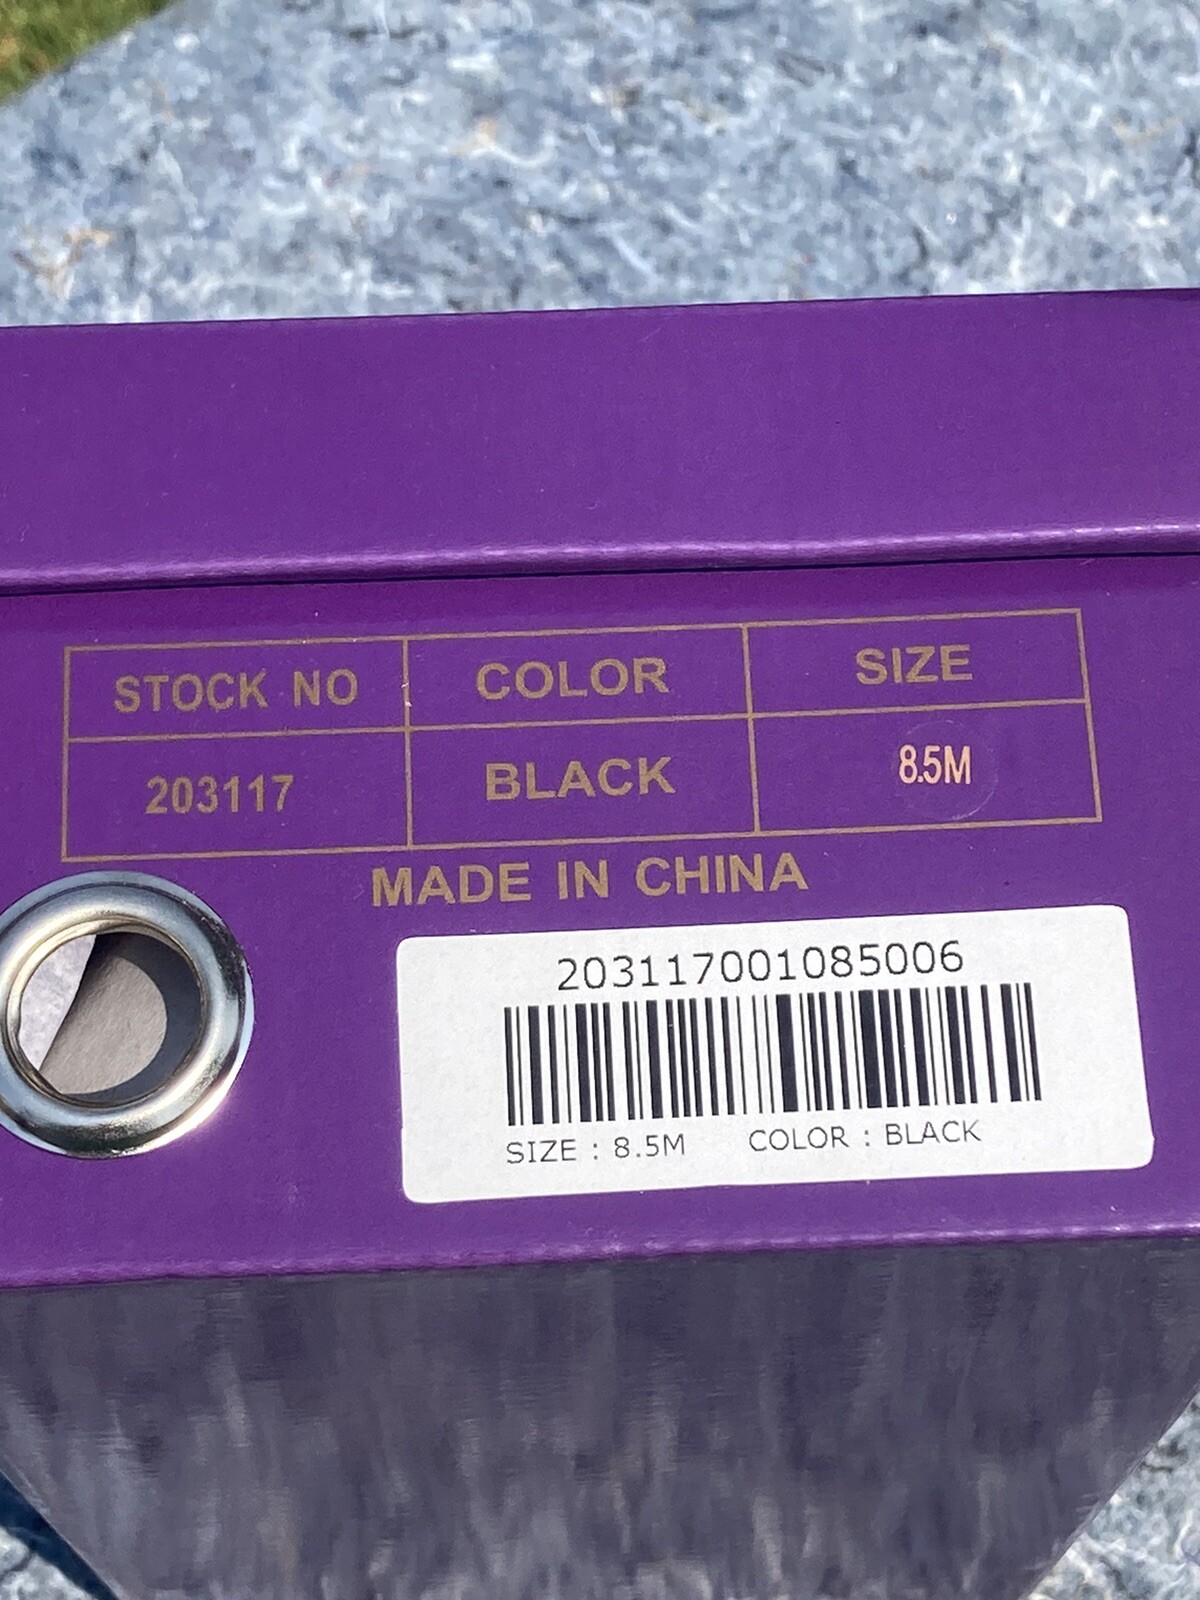 STOCK NO COLOR SIZE
203117 BLACK 8.5M
MADE IN CHINA
203117001085006
SIZE : 8.5M COLOR : BLACK